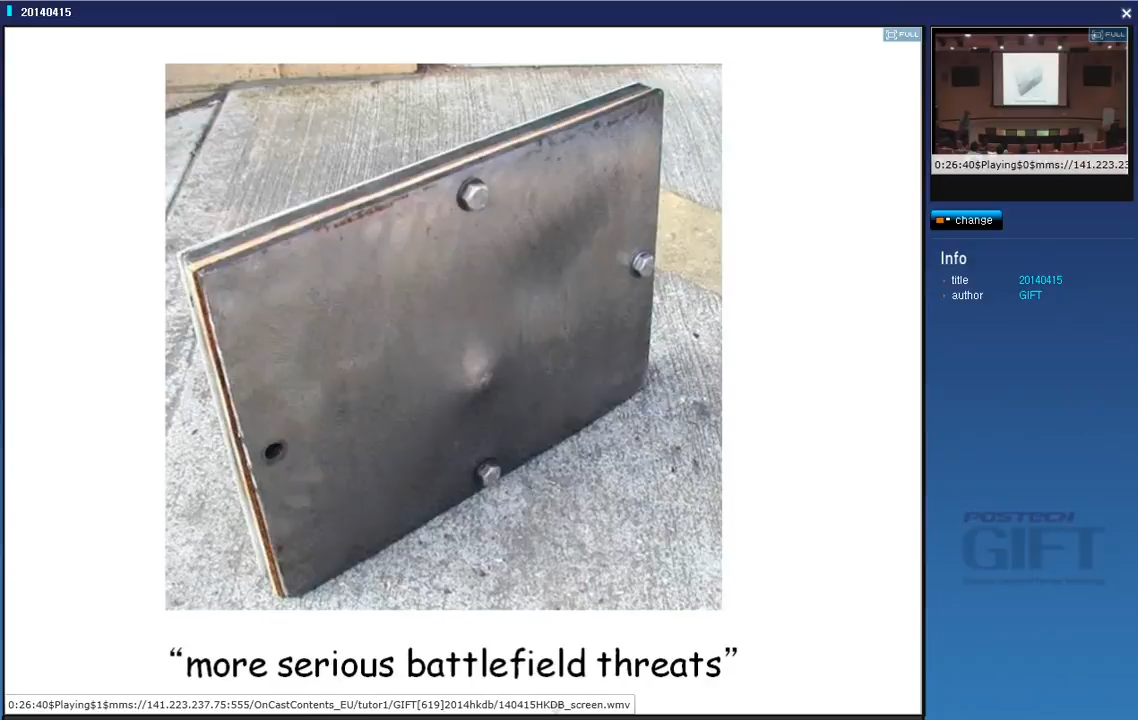 20140415
FULL
FULL
0:26:40$Playing$0$mms://141.223.23
change
Info
title 20140415
author GIFT
POSTECH
GIFT
“more serious battlefield threats”
0:26:40$Playing$1$mms://141.223.237.75:555/OnCastContents_EU/tutor1/GIFT[619]2014hkdb/140415HKDB_screen.wmv